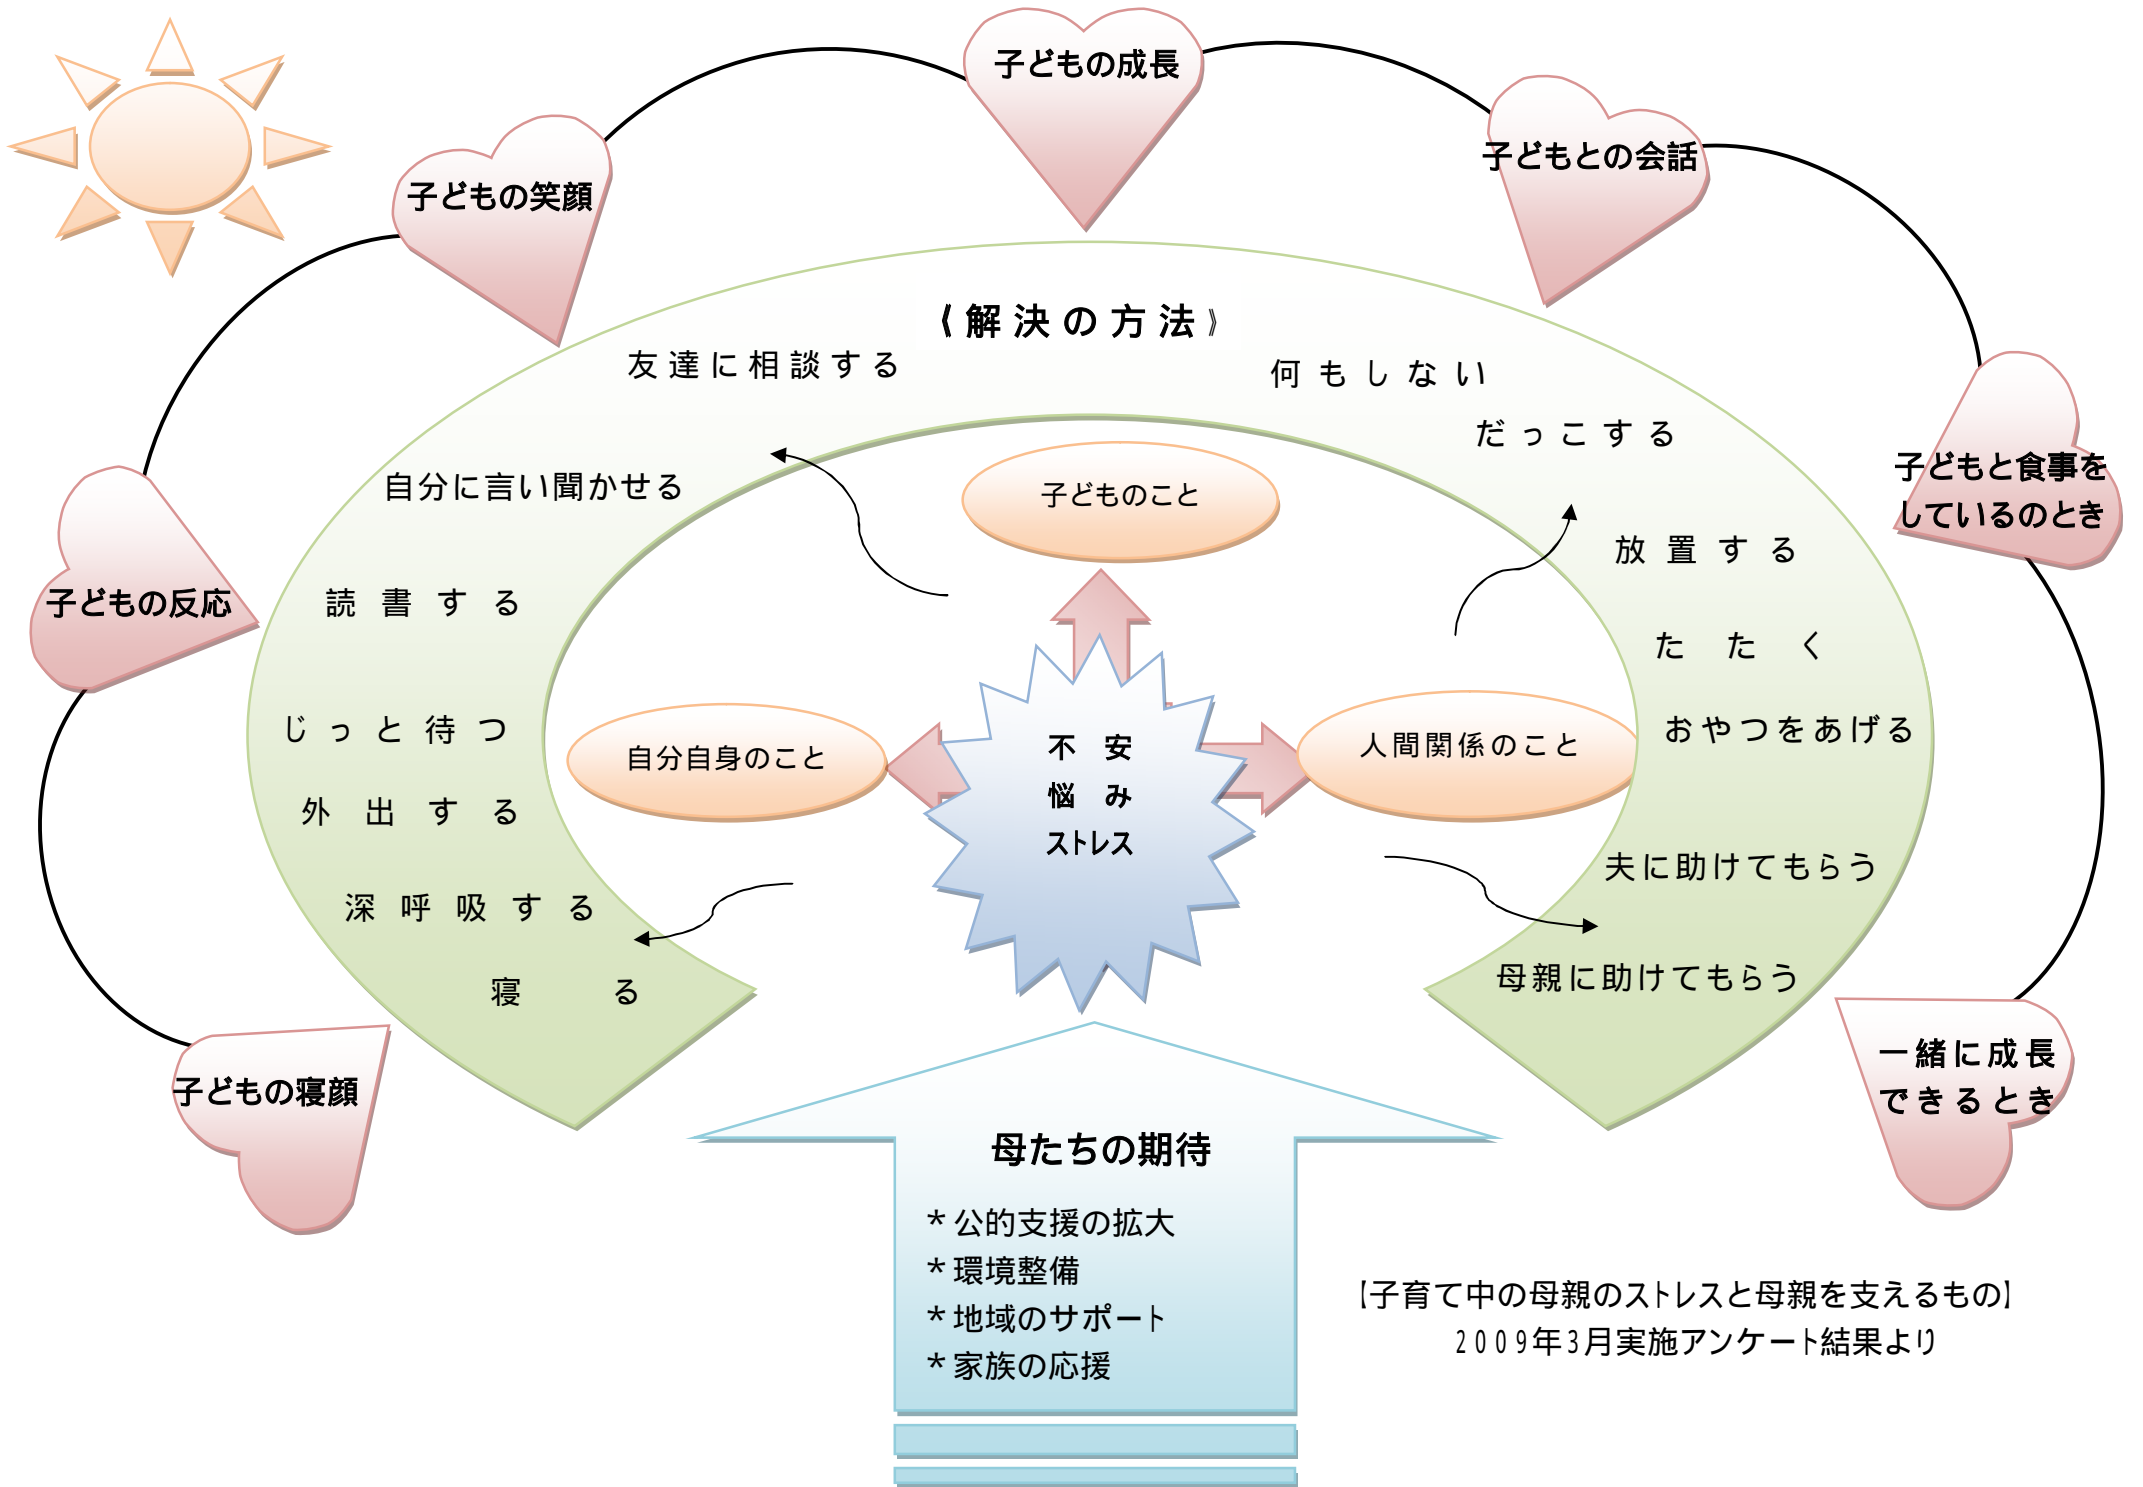 子どもの成長
子どもとの会話
子どもの笑顔
《解決の方法》
友達に相談する
何もしない
だっこする
子どもと食事を
しているのとき
自分に言い聞かせる
子どものこと
放置する
子どもの反応
読書する
たたく
じっと待つ
おやつをあげる
自分自身のこと
人間関係のこと
不安
悩み
ストレス
外出する
夫に助けてもらう
深呼吸する
母親に助けてもらう
寝る
一緒に成長
できるとき
子どもの寝顔
母たちの期待
*公的支援の拡大
*環境整備
*地域のサポート
*家族の応援
【子育て中の母親のストレスと母親を支えるもの】
2009年3月実施アンケート結果より